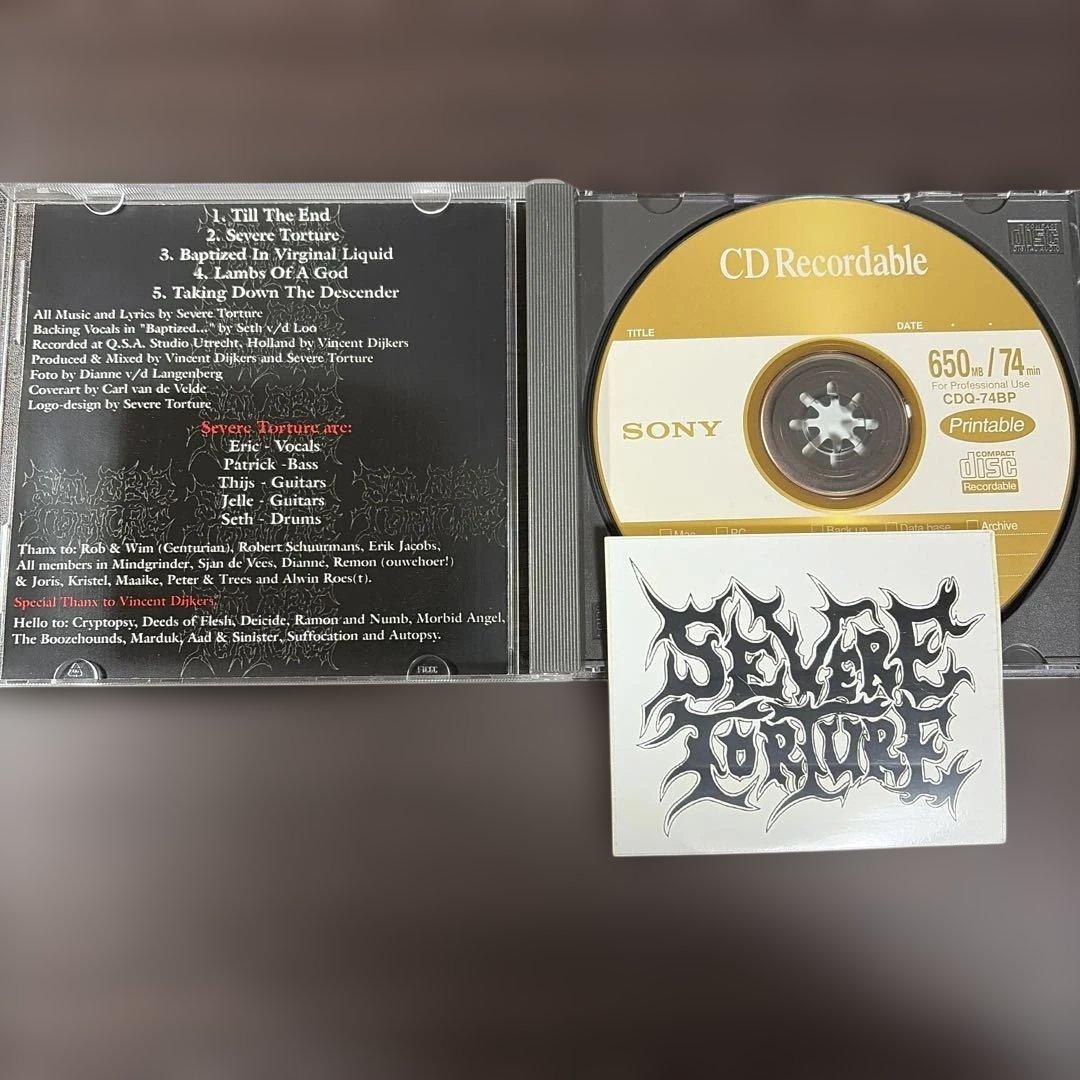 1. Till The End
2. Severe Torture
3. Baptized In Virginal Liquid
4. Lambs Of A God
5. Taking Down The Descender
All Music and Lyrics by Severe Torture
Backing Vocals in "Baptized..." by Seth v/d Loo
Recorded at Q.S.A. Studio Utrecht, Holland by Vincent Dijkers
Produced & Mixed by Vincent Dijkers and Severe Torture
Foto by Dianne v/d Langenberg
Coverart by Carl van de Velde
Logo-design by Severe Torture
Severe Torture are:
Eric - Vocals
Patrick -Bass
Thijs - Guitars
Jelle - Guitars
Seth - Drums
Thanx to: Rob & Wim (Centurian), Robert Schuurmans, Erik Jacobs,
All members in Mindgrinder, Sjan de Vees, Dianne, Remon (ouwehoer!)
& Joris, Kristel, Maaike, Peter & Trees and Alwin Roes(t).
Special Thanx to Vincent Dijkers.
Hello to: Cryptopsy, Deeds of Flesh, Deicide, Ramon and Numb, Morbid Angel,
The Boozehounds, Marduk, Aad & Sinister, Suffocation and Autopsy.
COMPACT
disc
DIGITAL AUDIO
CD Recordable
TITLE
DATE . .
650MB / 74min
For Professional Use
CDQ-74BP
SONY
Printable
COMPACT
disc
Recordable
Mac PC Back up Data base Archive
SEVERE
TORTURE